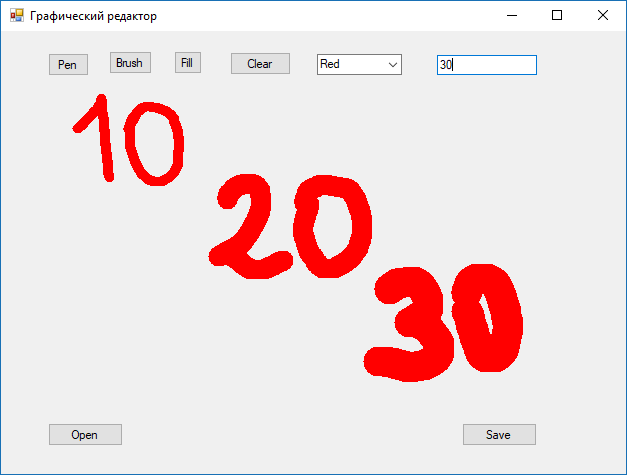 Графический редактор
Pen Brush Fill Clear Red 30
10
20
30
Open Save